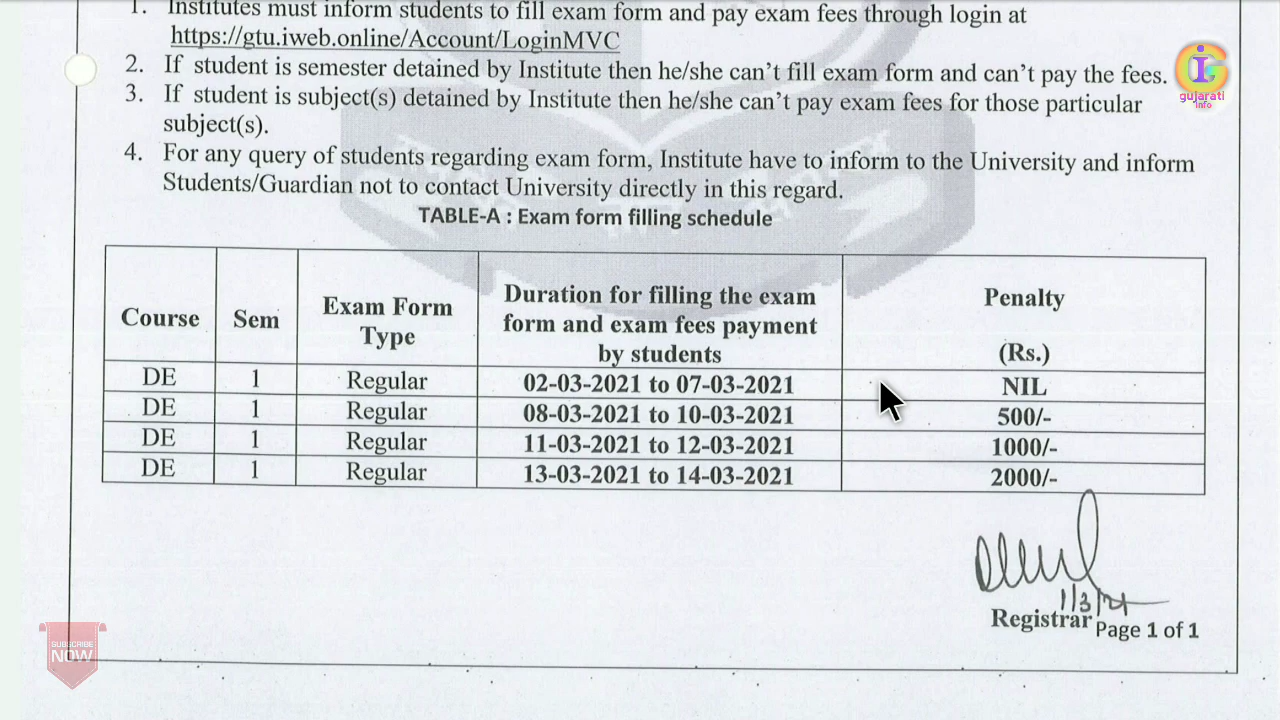 1. Institutes must inform students to fill exam form and pay exam fees through login at
https://gtu.iweb.online/Account/LoginMVC
2. If student is semester detained by Institute then he/she can't fill exam form and can't pay the fees.
3. If student is subject(s) detained by Institute then he/she can't pay exam fees for those particular
subject(s).
4. For any query of students regarding exam form, Institute have to inform to the University and inform
Students/Guardian not to contact University directly in this regard.
TABLE-A : Exam form filling schedule
Course Sem Exam Form Type Duration for filling the exam form and exam fees payment by students Penalty (Rs.)
DE 1 Regular 02-03-2021 to 07-03-2021 NIL
DE 1 Regular 08-03-2021 to 10-03-2021 500/-
DE 1 Regular 11-03-2021 to 12-03-2021 1000/-
DE 1 Regular 13-03-2021 to 14-03-2021 2000/-
1/3/21
Registrar
Page 1 of 1
gujarati
info
SUBSCRIBE
NOW